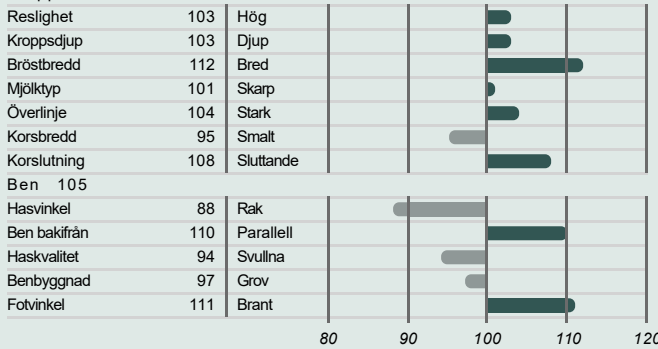 Reslighet 103 Hög
Kroppsdjup 103 Djup
Bröstbredd 112 Bred
Mjölktyp 101 Skarp
Överlinje 104 Stark
Korsbredd 95 Smalt
Korslutning 108 Sluttande
Ben 105
Hasvinkel 88 Rak
Ben bakifrån 110 Parallell
Haskvalitet 94 Svullna
Benbyggnad 97 Grov
Fotvinkel 111 Brant
80 90 100 110 120